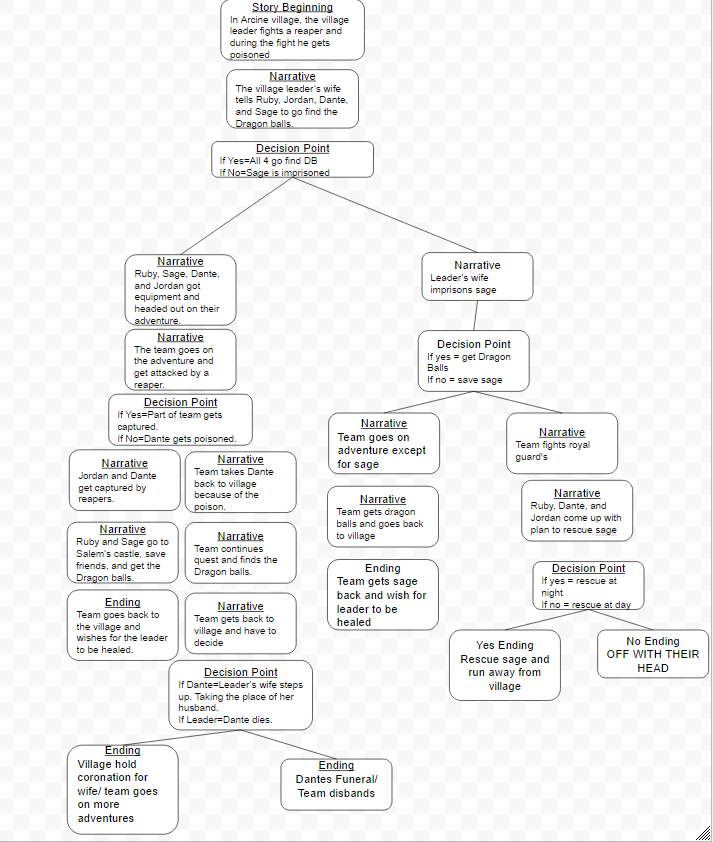 Story Beginning
In Arcine village, the village
leader fights a reaper and
during the fight he gets
poisoned
Narrative
The village leader's wife
tells Ruby, Jordan, Dante,
and Sage to go find the
Dragon balls.
Decision Point
If Yes=All 4 go find DB
If No=Sage is imprisoned
Narrative
Ruby, Sage, Dante,
and Jordan got
equipment and
headed out on their
adventure.
Narrative
The team goes on
the adventure and
get attacked by a
reaper.
Decision Point
If Yes=Part of team gets
captured.
If No=Dante gets poisoned.
Narrative
Jordan and Dante
get captured by
reapers.
Narrative
Team takes Dante
back to village
because of the
poison.
Narrative
Ruby and Sage go to
Salem's castle, save
friends, and get the
Dragon balls.
Narrative
Team continues
quest and finds the
Dragon balls.
Ending
Team goes back to
the village and
wishes for the leader
to be healed.
Narrative
Team gets back to
village and have to
decide
Decision Point
If Dante=Leader's wife steps
up. Taking the place of her
husband.
If Leader=Dante dies.
Ending
Village hold
coronation for
wife/ team goes
on more
adventures
Ending
Dantes Funeral/
Team disbands
Narrative
Leader's wife
imprisons sage
Decision Point
If yes = get Dragon
Balls
If no = save sage
Narrative
Team goes on
adventure except
for sage
Narrative
Team gets dragon
balls and goes back
to village
Ending
Team gets sage
back and wish for
leader to be
healed
Narrative
Team fights royal
guard's
Narrative
Ruby, Dante, and
Jordan come up with
plan to rescue sage
Decision Point
If yes = rescue at
night
If no = rescue at day
Yes Ending
Rescue sage and
run away from
village
No Ending
OFF WITH THEIR
HEAD